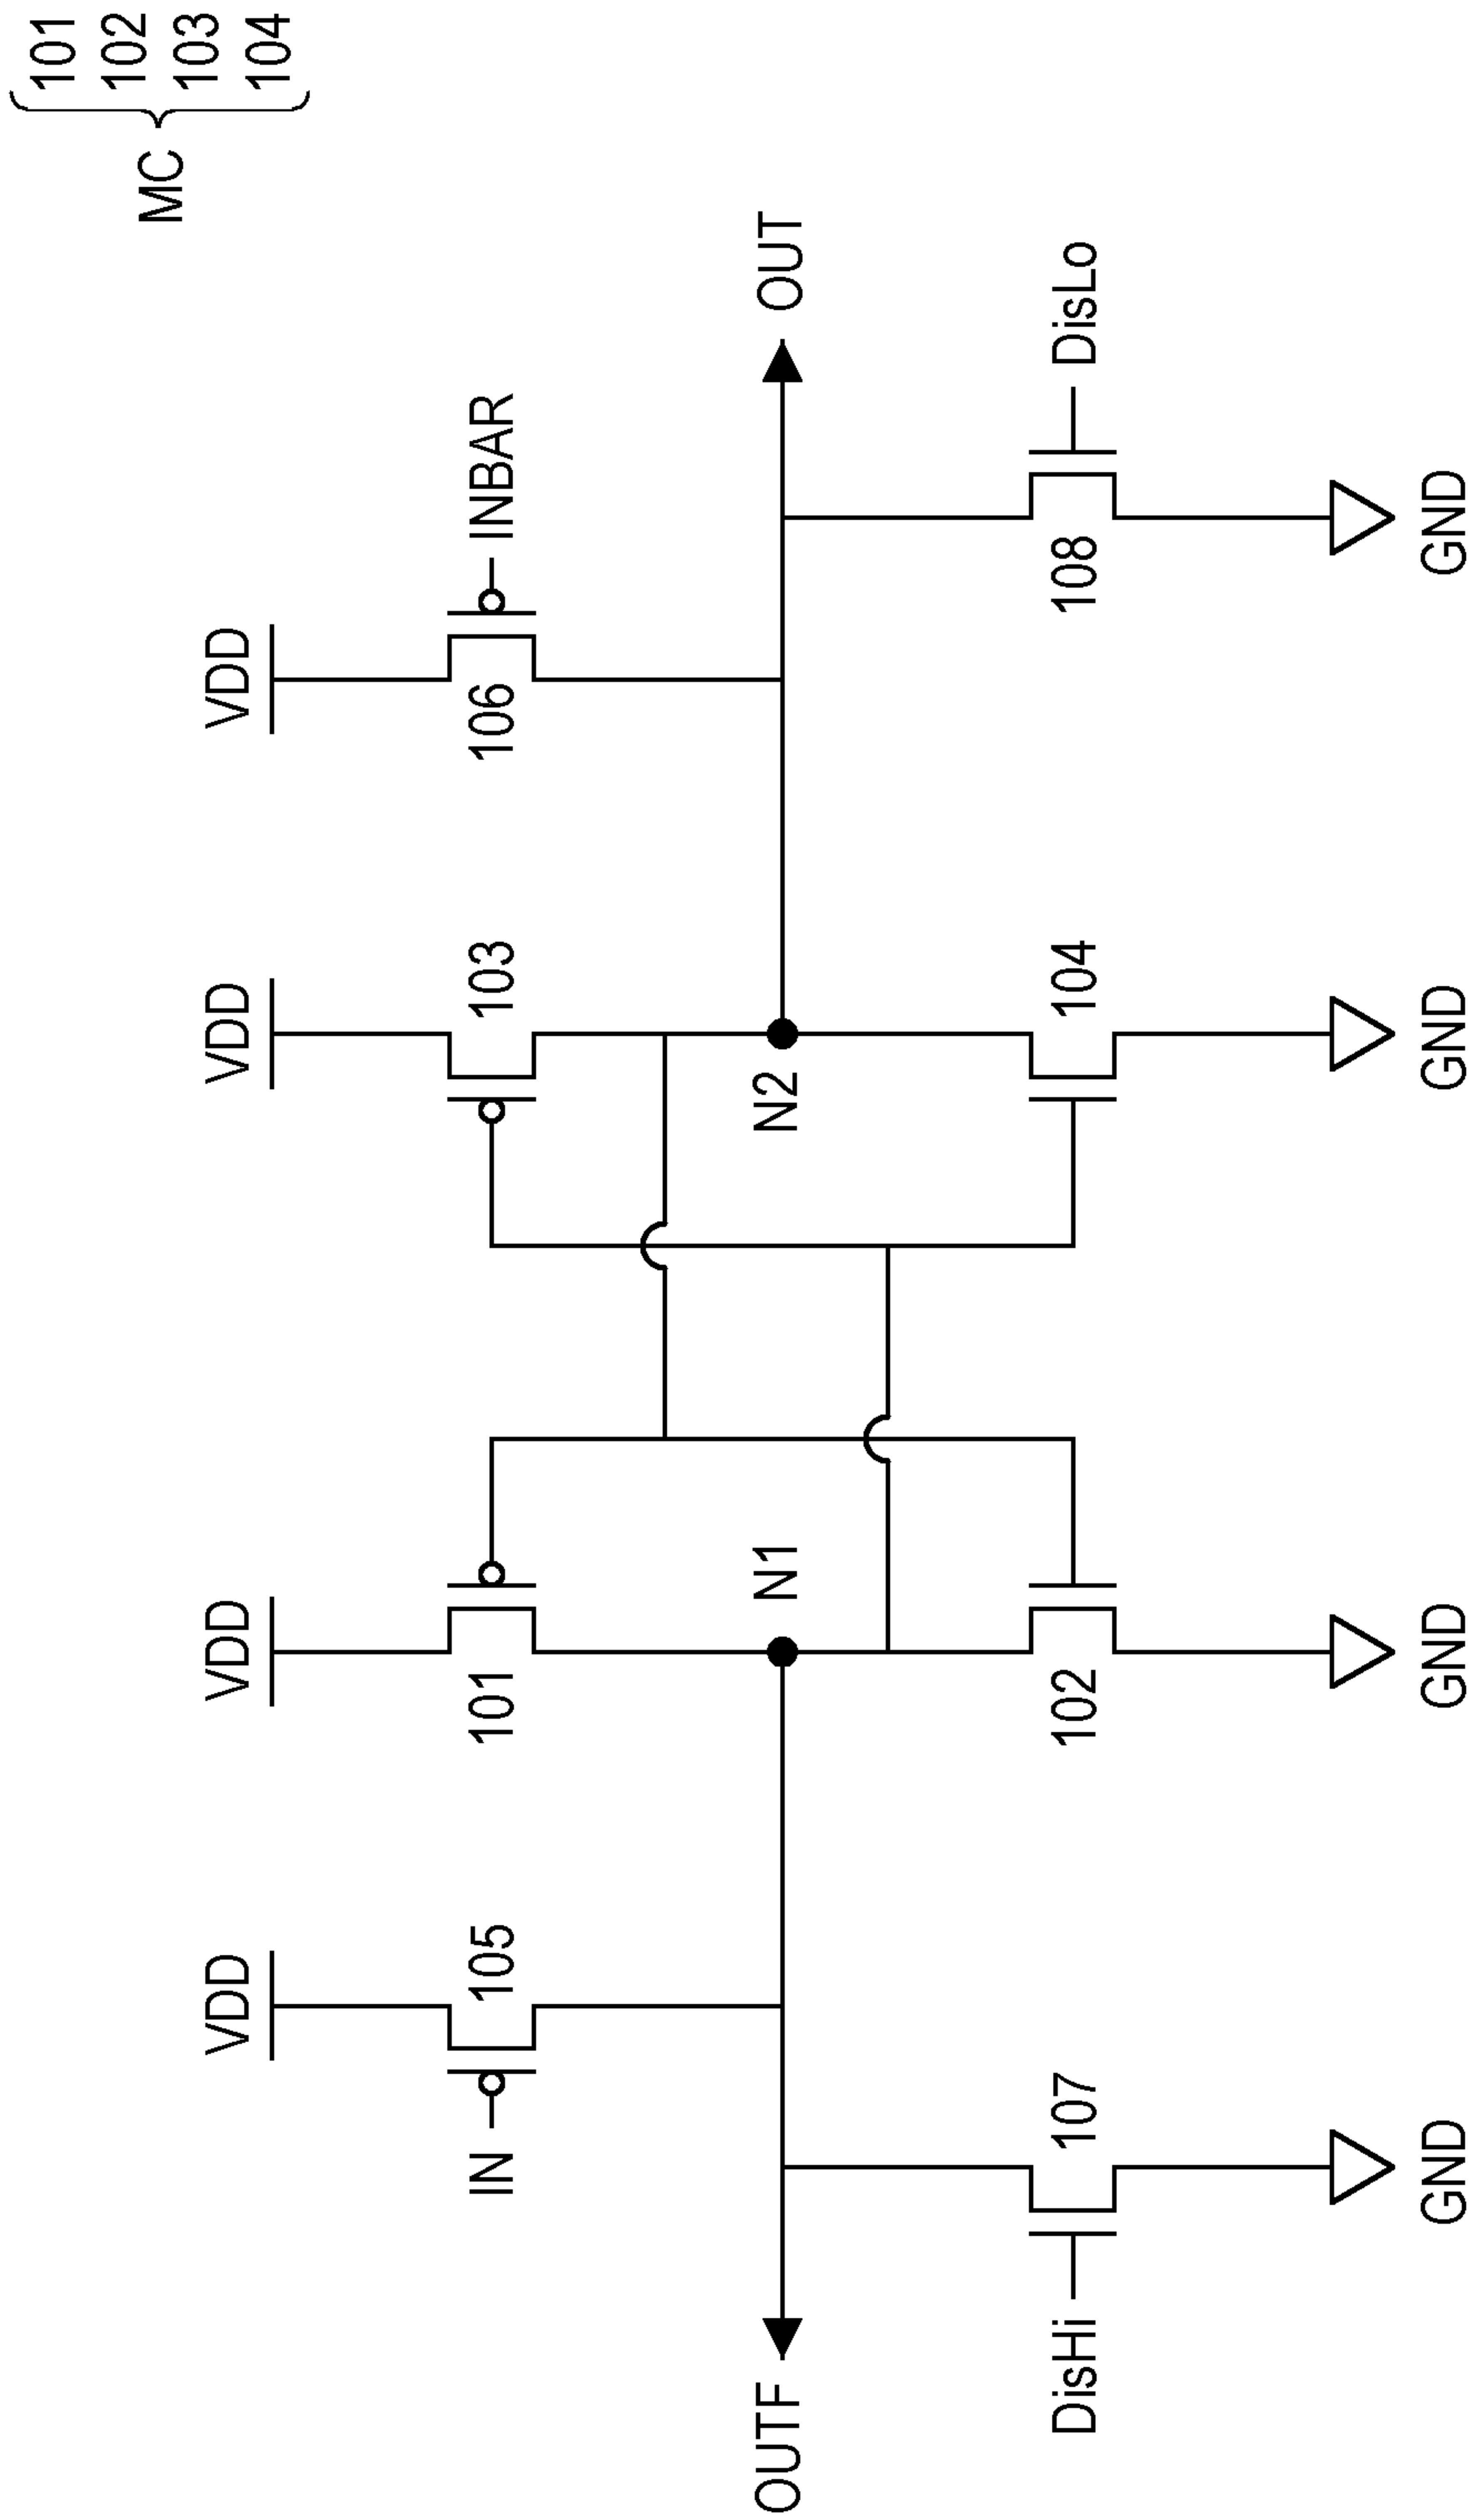 MC
101
102
103
104
VDD
VDD
VDD
VDD
IN
105
101
103
106
INBAR
OUTF
N1
N2
OUT
DisHi
107
102
104
108
DisLo
GND
GND
GND
GND